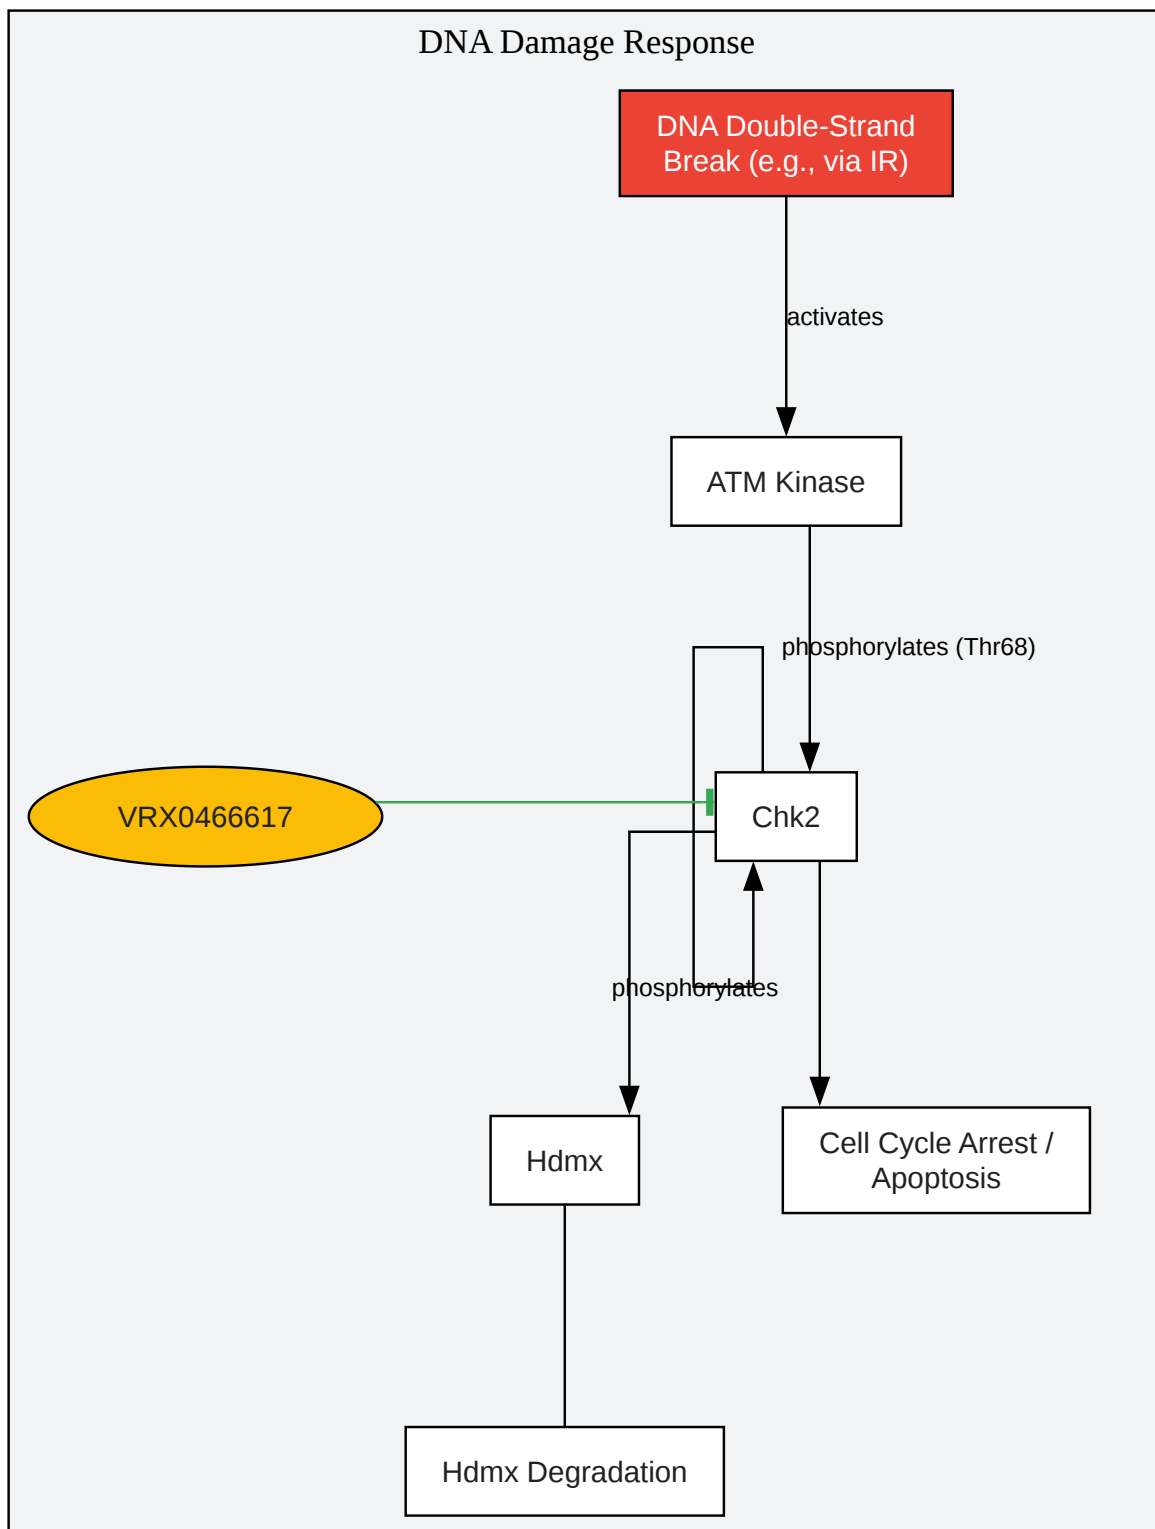 DNA Damage Response
DNA Double-Strand
Break (e.g., via IR)
activates
ATM Kinase
phosphorylates (Thr68)
VRX0466617
Chk2
phosphorylates
Hdmx
Cell Cycle Arrest /
Apoptosis
Hdmx Degradation